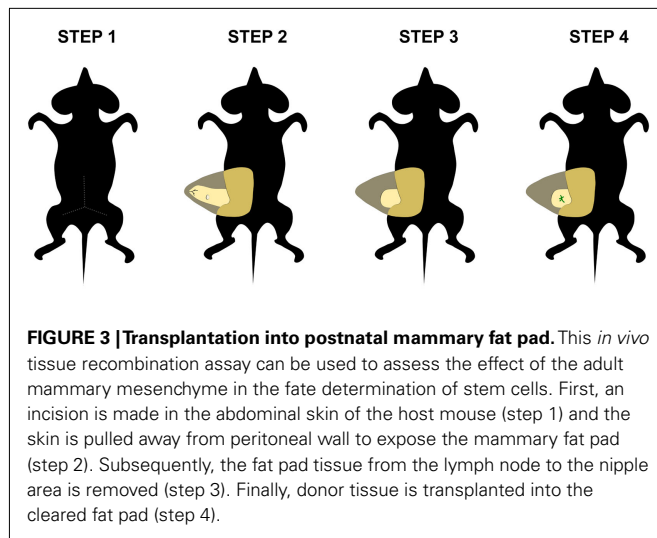 STEP 1 STEP 2 STEP 3 STEP 4
FIGURE 3 | Transplantation into postnatal mammary fat pad. This in vivo
tissue recombination assay can be used to assess the effect of the adult
mammary mesenchyme in the fate determination of stem cells. First, an
incision is made in the abdominal skin of the host mouse (step 1) and the
skin is pulled away from peritoneal wall to expose the mammary fat pad
(step 2). Subsequently, the fat pad tissue from the lymph node to the nipple
area is removed (step 3). Finally, donor tissue is transplanted into the
cleared fat pad (step 4).